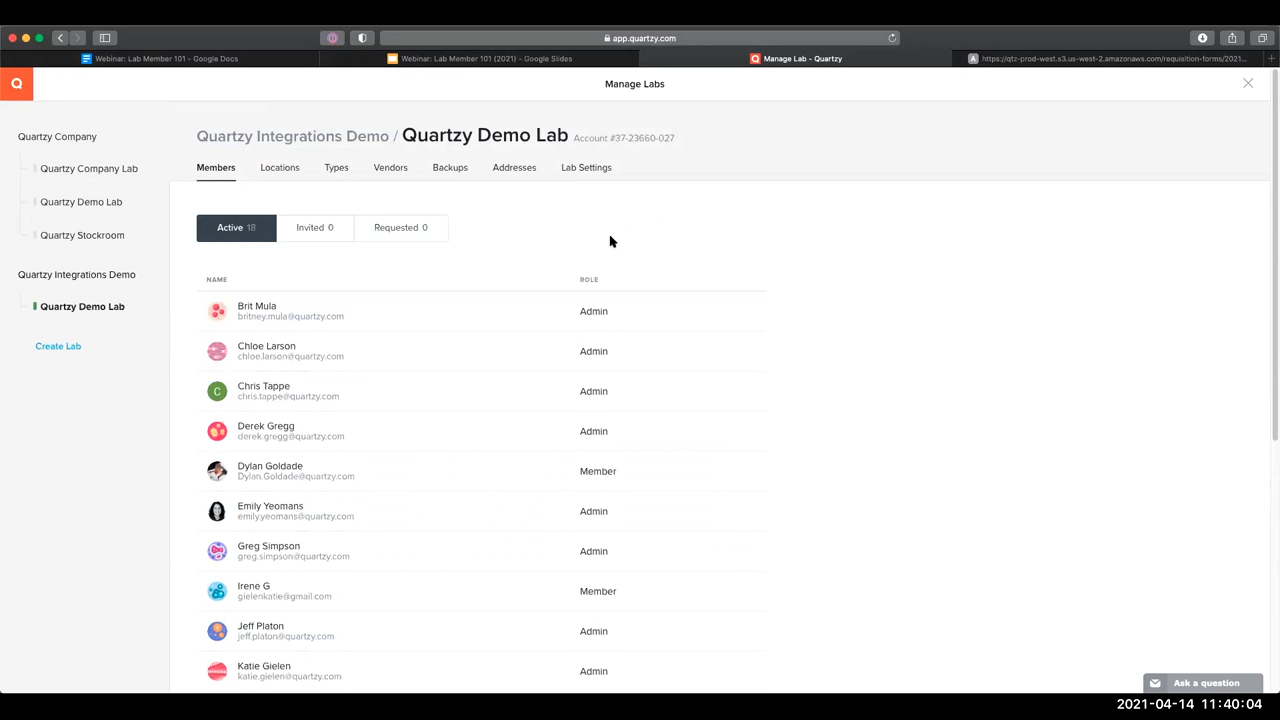 app.quartzy.com
Webinar: Lab Member 101 - Google Docs
Webinar: Lab Member 101 (2021) - Google Slides
Manage Lab - Quartzy
https://qtz-prod-west.s3.us-west-2.amazonaws.com/requisition-forms/2021...
Manage Labs
Quartzy Company
Quartzy Company Lab
Quartzy Demo Lab
Quartzy Stockroom
Quartzy Integrations Demo
Quartzy Demo Lab
Create Lab
Quartzy Integrations Demo / Quartzy Demo Lab Account #37-23660-027
Members Locations Types Vendors Backups Addresses Lab Settings
Active 18 Invited 0 Requested 0
NAME ROLE
Brit Mula
britney.mula@quartzy.com
Admin
Chloe Larson
chloe.larson@quartzy.com
Admin
C
Chris Tappe
chris.tappe@quartzy.com
Admin
Derek Gregg
derek.gregg@quartzy.com
Admin
Dylan Goldade
Dylan.Goldade@quartzy.com
Member
Emily Yeomans
emily.yeomans@quartzy.com
Admin
Greg Simpson
greg.simpson@quartzy.com
Admin
Irene G
gielenkatie@gmail.com
Member
Jeff Platon
jeff.platon@quartzy.com
Admin
Katie Gielen
katie.gielen@quartzy.com
Admin
Ask a question
2021-04-14 11:40:04